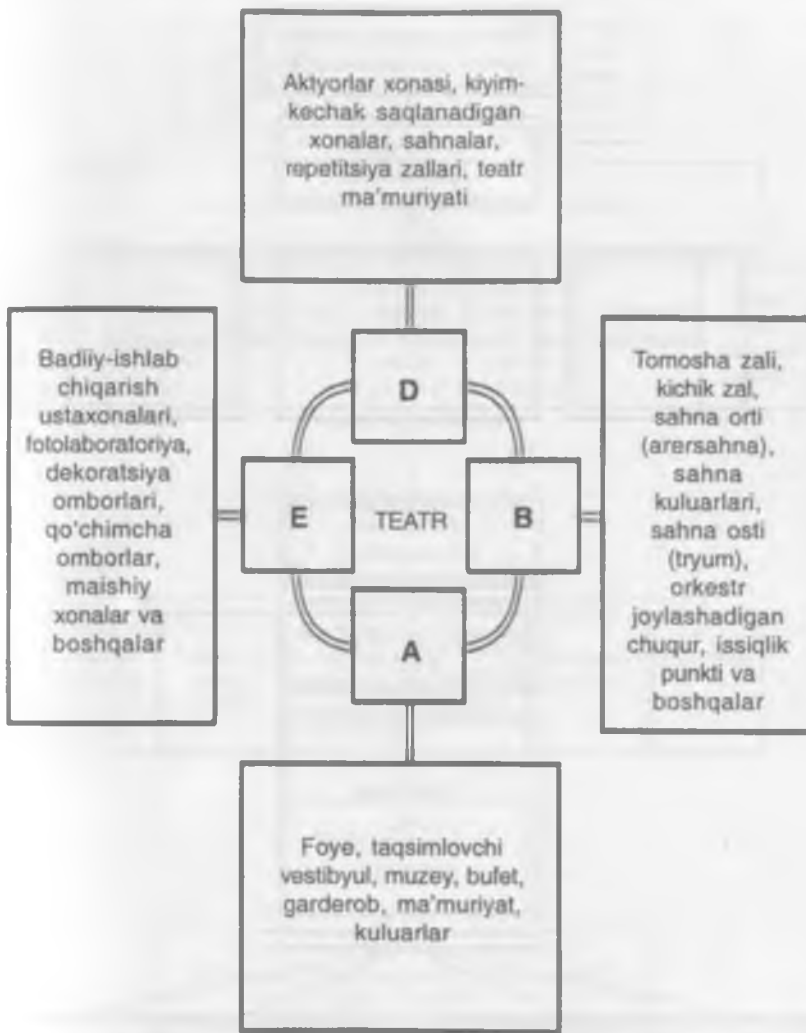 Aktyorlar xonasi, kiyim-
kechak saqlanadigan
xonalar, sahnalar,
repetitsiya zallari, teatr
ma'muriyati
D
Badiiy-ishlab
chiqarish
ustaxonalari,
fotolaboratoriya,
dekoratsiya
omborlari,
qo'chimcha
omborlar,
maishiy
xonalar va
boshqalar
E
TEATR
B
Tomosha zali,
kichik zal,
sahna orti
(arersahna),
sahna
kuluarlari,
sahna osti
(tryum),
orkestr
joylashadigan
chuqur, issiqlik
punkti va
boshqalar
A
Foye, taqsimlovchi
vestibyul, muzey, bufet,
garderob, ma'muriyat,
kuluarlar